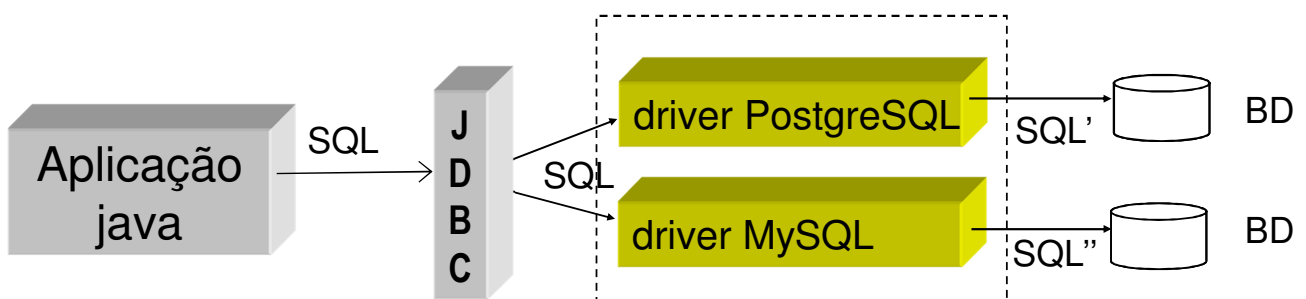 Aplicação
java
SQL
J
D
B
C
SQL
driver PostgreSQL
SQL'
BD
driver MySQL
SQL''
BD